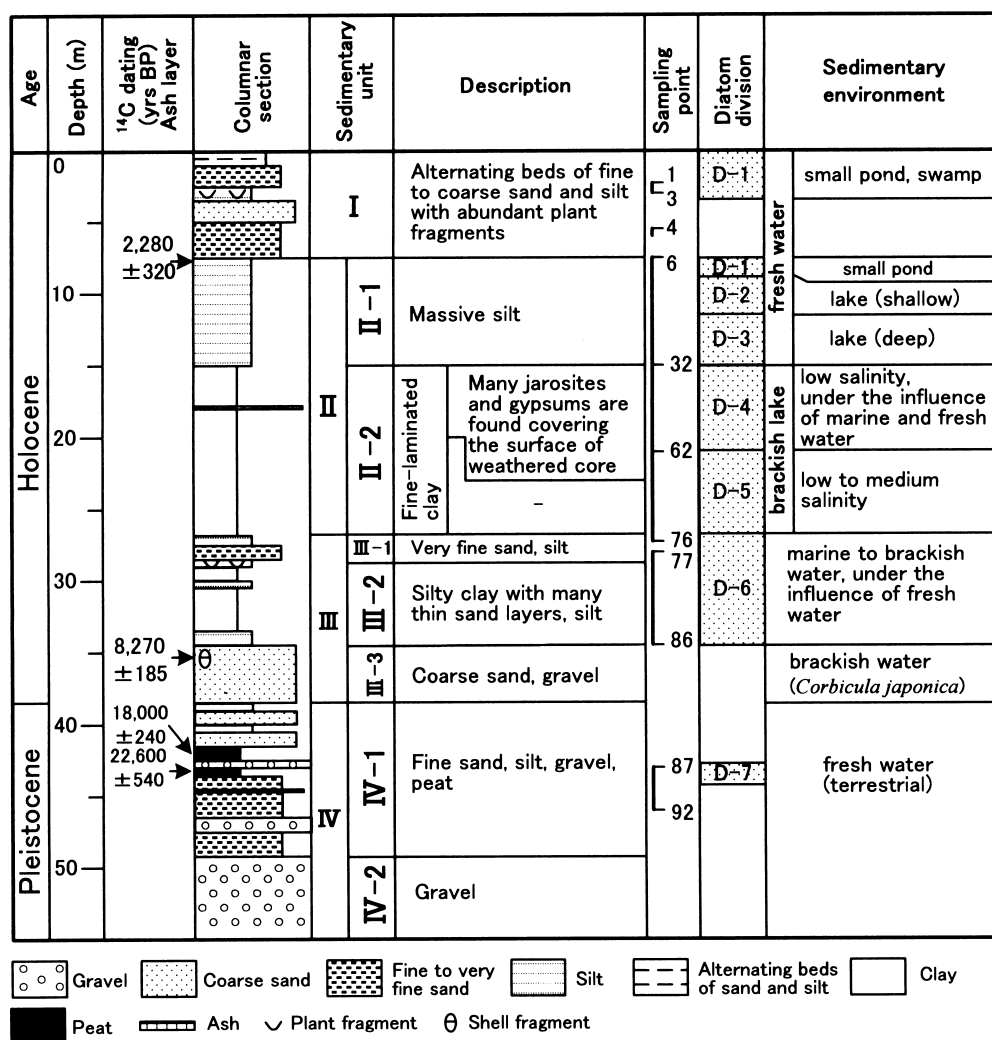 Age
Depth (m)
14C dating
(yrs BP)
Ash layer
Columnar
section
Sedimentary
unit
Description
Sampling
point
Diatom
division
Sedimentary
environment
Holocene
Pleistocene
0
10
20
30
40
50
2,280
±320
8,270
±185
18,000
±240
22,600
±540
I
II
III
IV
II-1
II-2
III-1
III-2
III-3
IV-1
IV-2
Alternating beds of fine
to coarse sand and silt
with abundant plant
fragments
Massive silt
Fine-laminated
clay
Many jarosites
and gypsums are
found covering
the surface of
weathered core
–
Very fine sand, silt
Silty clay with many
thin sand layers, silt
Coarse sand, gravel
Fine sand, silt, gravel,
peat
Gravel
1
3
4
6
32
62
76
77
86
87
92
D-1
D-1
D-2
D-3
D-4
D-5
D-6
D-7
fresh water
brackish lake
small pond, swamp
small pond
lake (shallow)
lake (deep)
low salinity,
under the influence
of marine and fresh
water
low to medium
salinity
marine to brackish
water, under the
influence of fresh
water
brackish water
(Corbicula japonica)
fresh water
(terrestrial)
Gravel
Coarse sand
Fine to very
fine sand
Silt
Alternating beds
of sand and silt
Clay
Peat
Ash
Plant fragment
Shell fragment